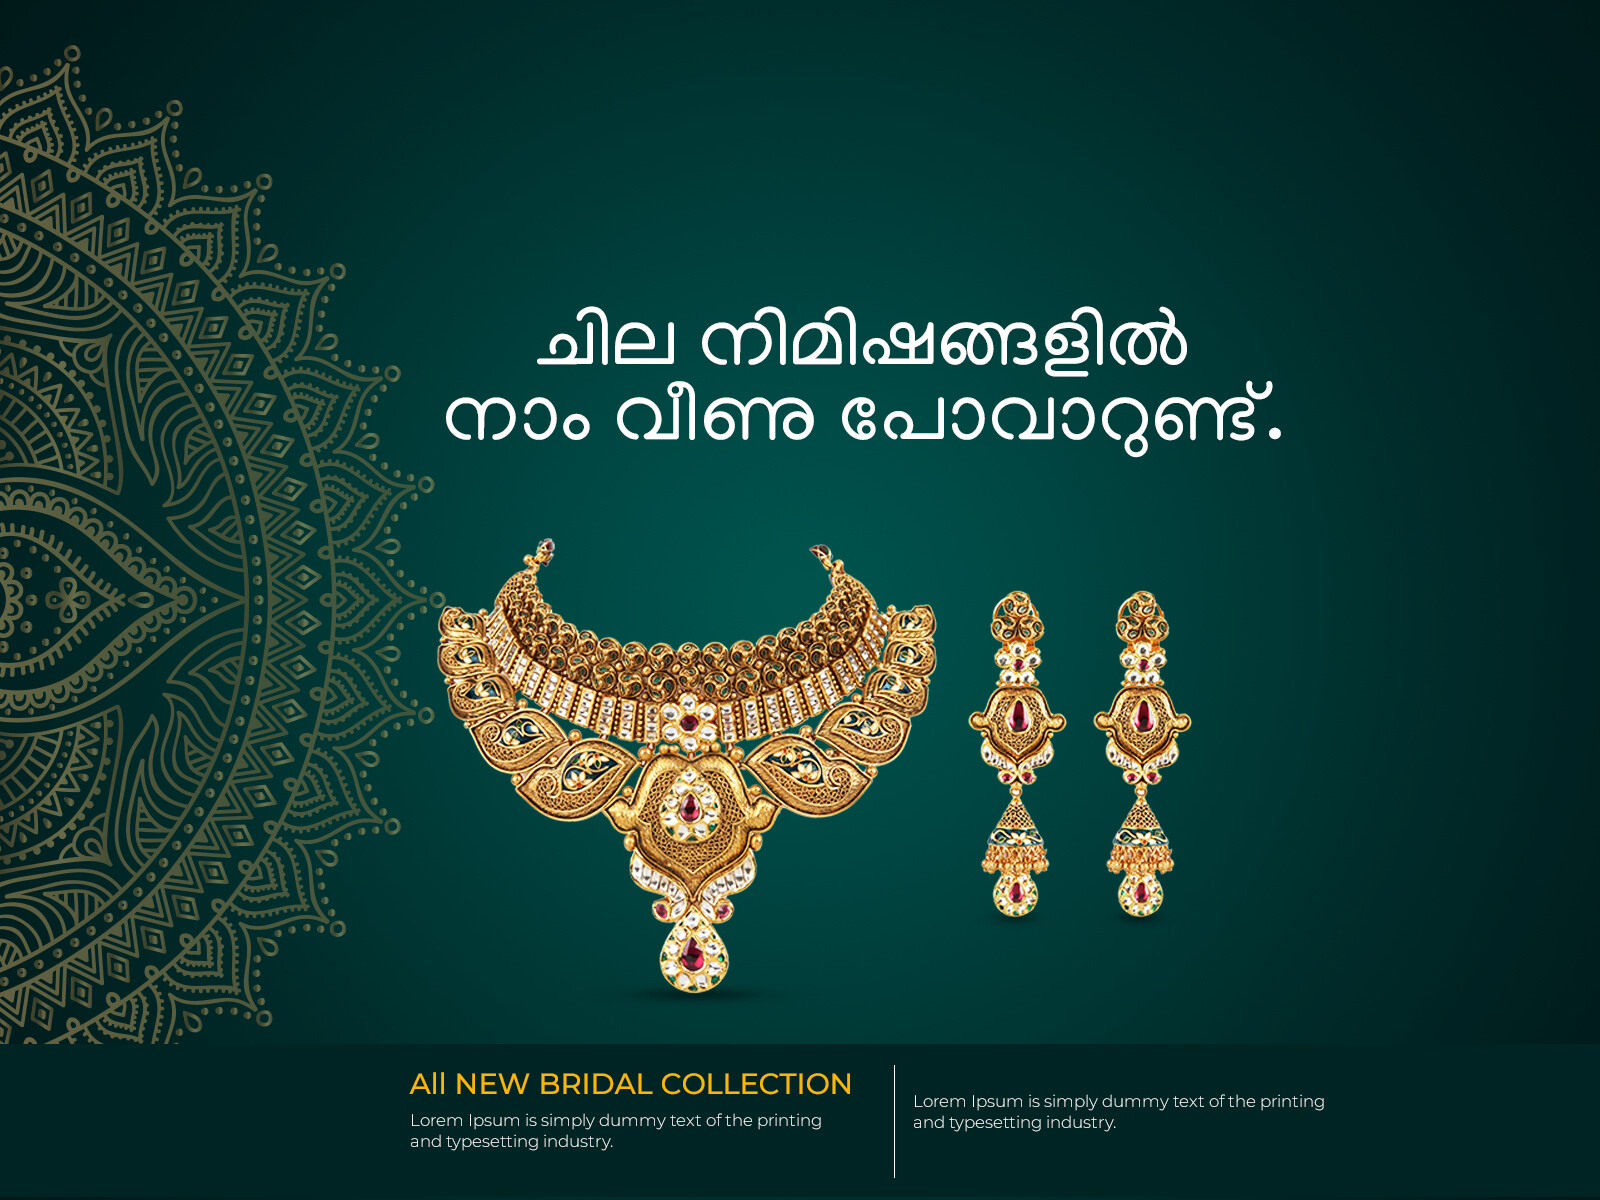 ചില നിമിഷങ്ങളിൽ
നാം വീണു പോവാറുണ്ട്.
All NEW BRIDAL COLLECTION
Lorem Ipsum is simply dummy text of the printing
and typesetting industry.
Lorem Ipsum is simply dummy text of the printing
and typesetting industry.